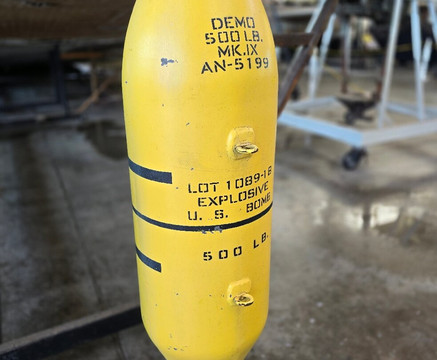 DEMO
500 LB.
MK.IX
AN-5199
LOT 1089-18
EXPLOSIVE
U. S. BOMB
500 LB.